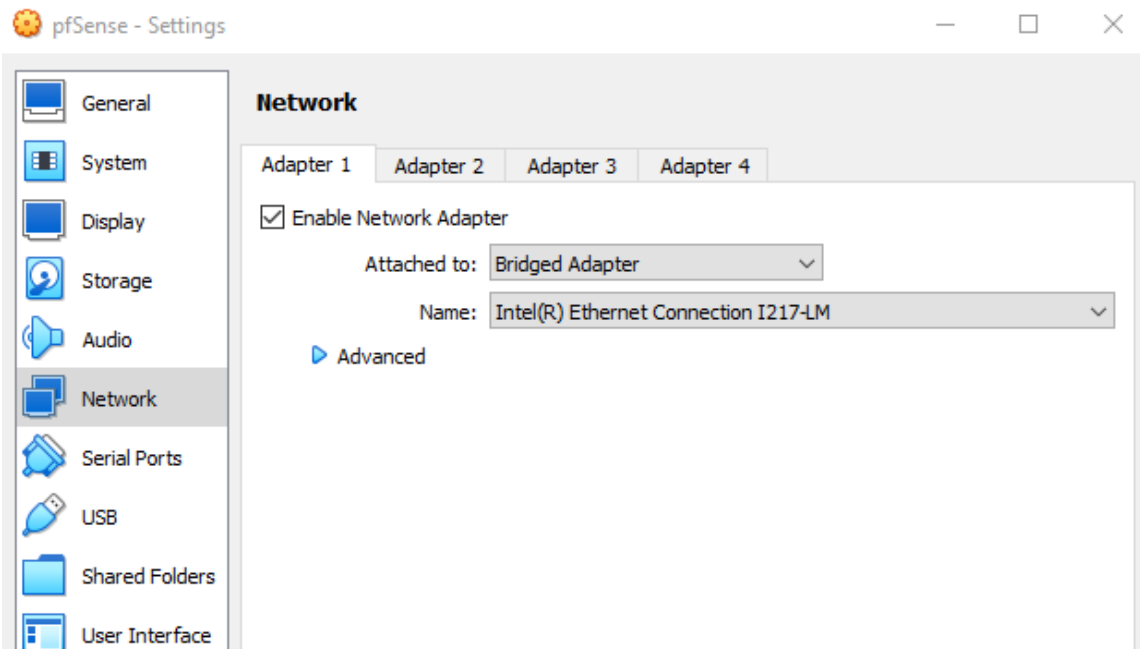 pfSense - Settings
General
System
Display
Storage
Audio
Network
Serial Ports
USB
Shared Folders
User Interface
Network
Adapter 1 Adapter 2 Adapter 3 Adapter 4
Enable Network Adapter
Attached to: Bridged Adapter
Name: Intel(R) Ethernet Connection I217-LM
Advanced